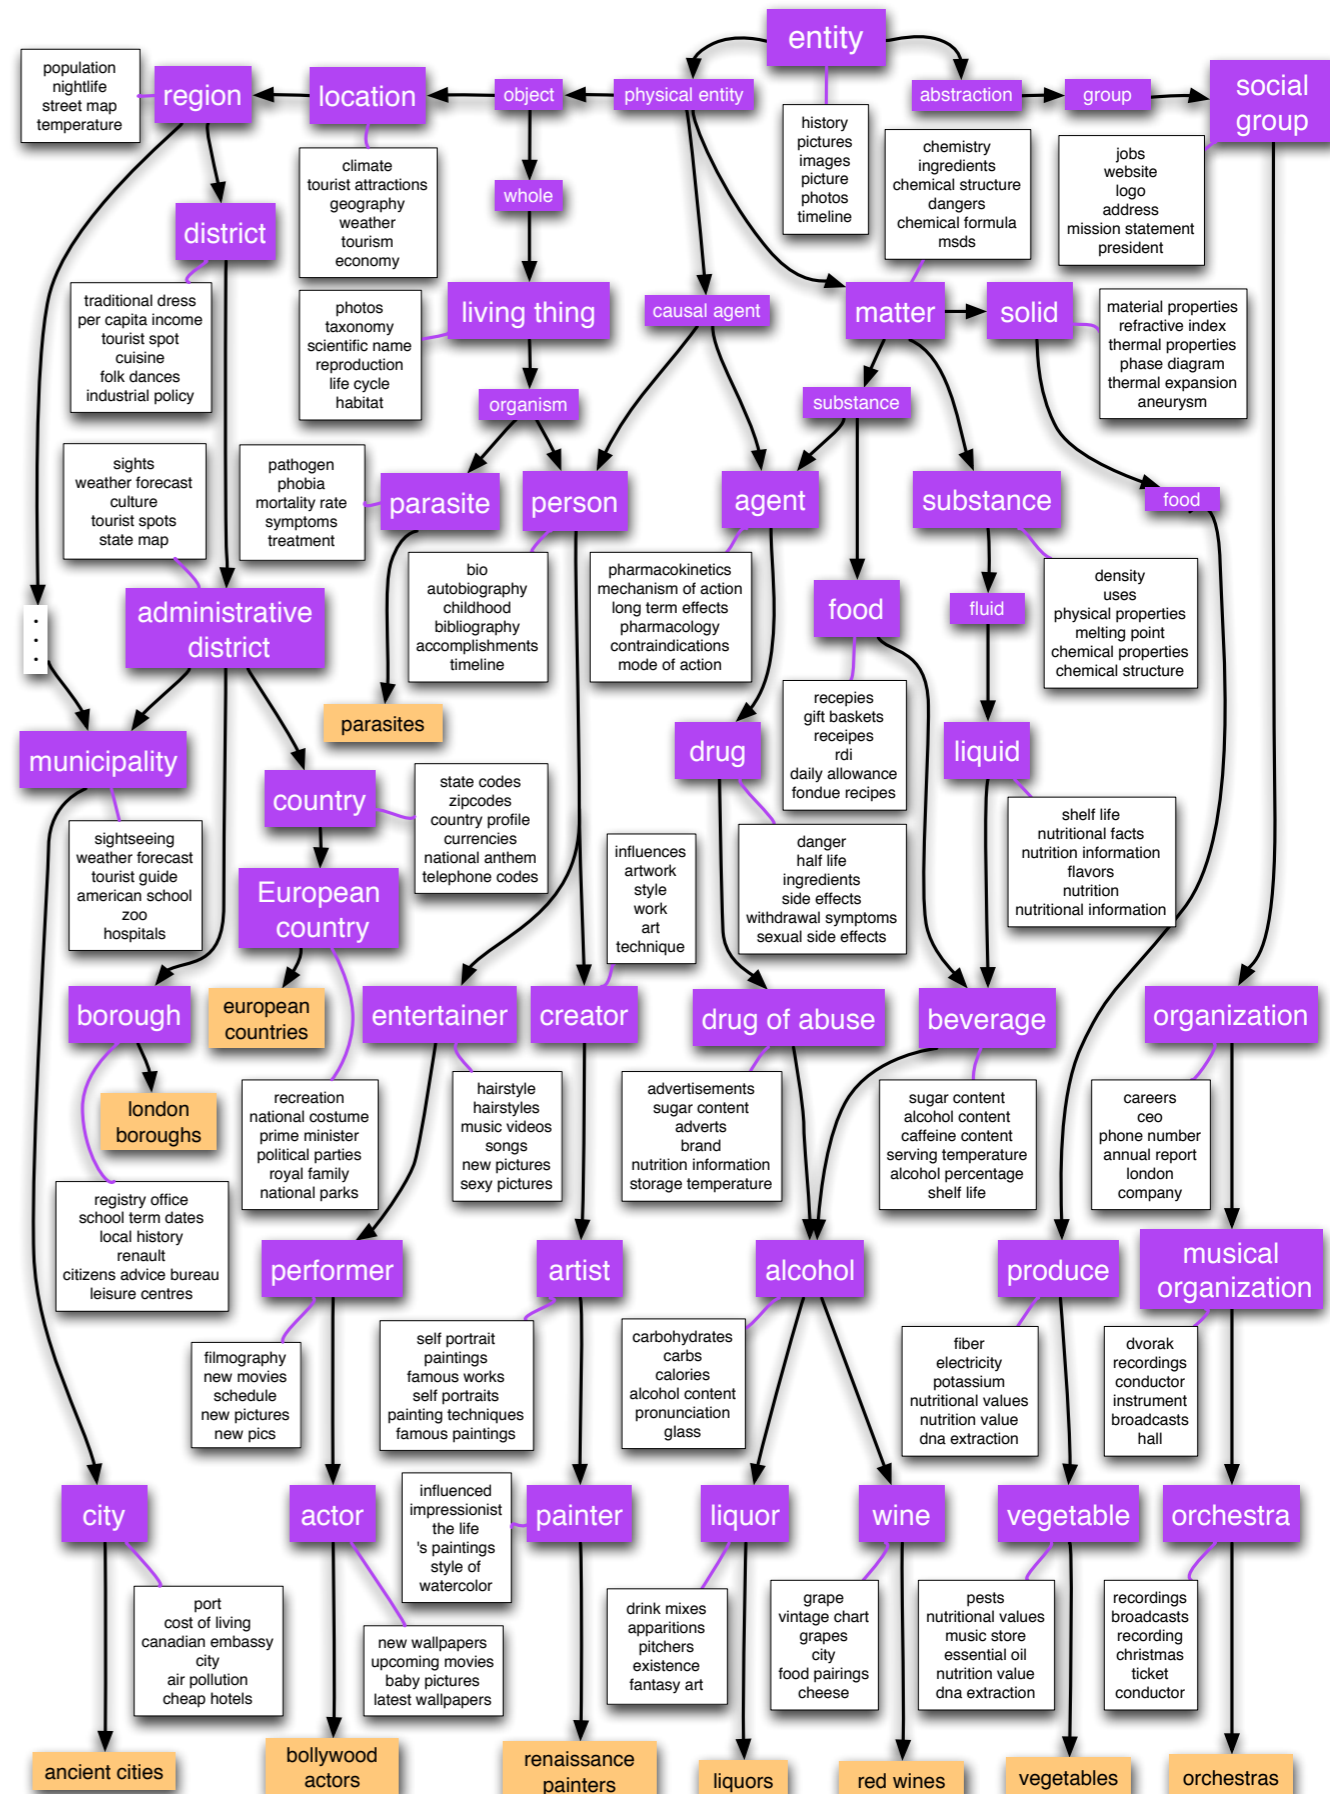 entity
population
nightlife
street map
temperature
region
location
object
physical entity
abstraction
group
social
group
history
pictures
images
picture
photos
timeline
chemistry
ingredients
chemical structure
dangers
chemical formula
msds
jobs
website
logo
address
mission statement
president
climate
tourist attractions
geography
weather
tourism
economy
whole
district
traditional dress
per capita income
tourist spot
cuisine
folk dances
industrial policy
photos
taxonomy
scientific name
reproduction
life cycle
habitat
living thing
causal agent
matter
solid
material properties
refractive index
thermal properties
phase diagram
thermal expansion
aneurysm
organism
substance
sights
weather forecast
culture
tourist spots
state map
pathogen
phobia
mortality rate
symptoms
treatment
parasite
person
agent
substance
food
bio
autobiography
childhood
bibliography
accomplishments
timeline
pharmacokinetics
mechanism of action
long term effects
pharmacology
contraindications
mode of action
food
fluid
density
uses
physical properties
melting point
chemical properties
chemical structure
administrative
district
.
.
.
parasites
recepies
gift baskets
receipes
rdi
daily allowance
fondue recipes
municipality
drug
liquid
country
state codes
zipcodes
country profile
currencies
national anthem
telephone codes
sightseeing
weather forecast
tourist guide
american school
zoo
hospitals
influences
artwork
style
work
art
technique
danger
half life
ingredients
side effects
withdrawal symptoms
sexual side effects
shelf life
nutritional facts
nutrition information
flavors
nutrition
nutritional information
European
country
borough
european
countries
entertainer
creator
drug of abuse
beverage
organization
london
boroughs
recreation
national costume
prime minister
political parties
royal family
national parks
hairstyle
hairstyles
music videos
songs
new pictures
sexy pictures
advertisements
sugar content
adverts
brand
nutrition information
storage temperature
sugar content
alcohol content
caffeine content
serving temperature
alcohol percentage
shelf life
careers
ceo
phone number
annual report
london
company
registry office
school term dates
local history
renault
citizens advice bureau
leisure centres
performer
artist
alcohol
produce
musical
organization
filmography
new movies
schedule
new pictures
new pics
self portrait
paintings
famous works
self portraits
painting techniques
famous paintings
carbohydrates
carbs
calories
alcohol content
pronunciation
glass
fiber
electricity
potassium
nutritional values
nutrition value
dna extraction
dvorak
recordings
conductor
instrument
broadcasts
hall
city
actor
influenced
impressionist
the life
's paintings
style of
watercolor
painter
liquor
wine
vegetable
orchestra
port
cost of living
canadian embassy
city
air pollution
cheap hotels
new wallpapers
upcoming movies
baby pictures
latest wallpapers
drink mixes
apparitions
pitchers
existence
fantasy art
grape
vintage chart
grapes
city
food pairings
cheese
pests
nutritional values
music store
essential oil
nutrition value
dna extraction
recordings
broadcasts
recording
christmas
ticket
conductor
ancient cities
bollywood
actors
renaissance
painters
liquors
red wines
vegetables
orchestras